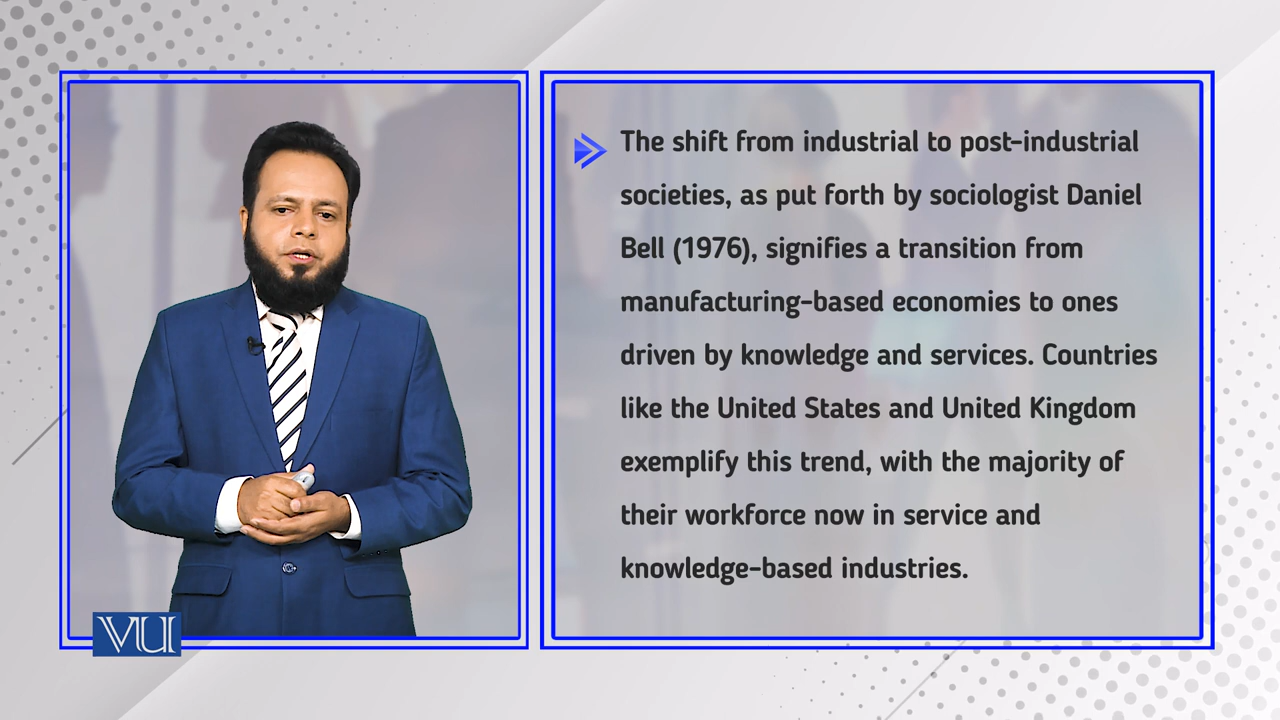 The shift from industrial to post-industrial
societies, as put forth by sociologist Daniel
Bell (1976), signifies a transition from
manufacturing-based economies to ones
driven by knowledge and services. Countries
like the United States and United Kingdom
exemplify this trend, with the majority of
their workforce now in service and
knowledge-based industries.
VU